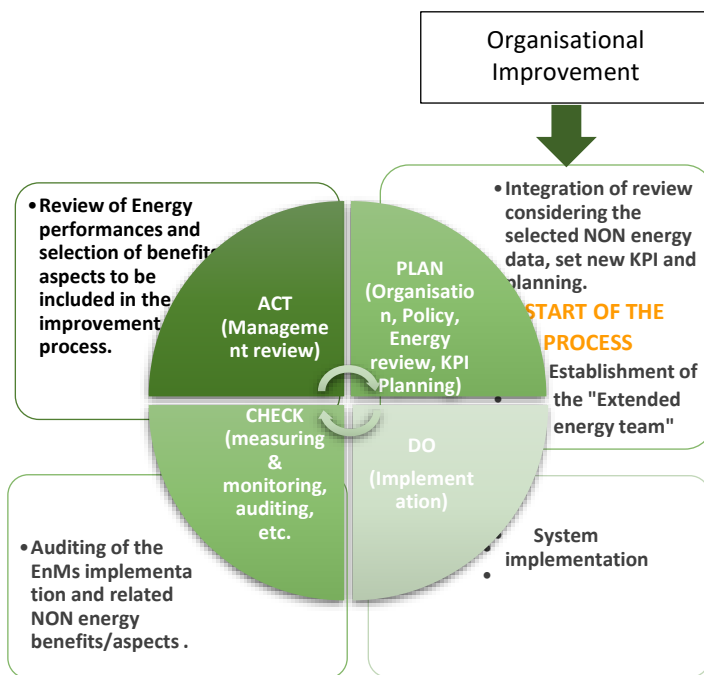 Organisational
Improvement
•Review of Energy
performances and
selection of benefits
aspects to be
included in the
improvement
process.
ACT
(Manageme
nt review)
PLAN
(Organisatio
n, Policy,
Energy
review, KPI
Planning)
•Integration of review
considering the
selected NON energy
data, set new KPI and
planning.
START OF THE
PROCESS
Establishment of
the "Extended
energy team"
CHECK
(measuring
&
monitoring,
auditing,
etc.
DO
(Implement
ation)
•Auditing of the
EnMs implementa
tion and related
NON energy
benefits/aspects .
System
implementation